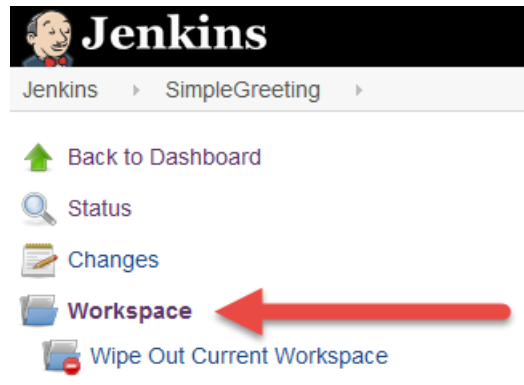 Jenkins
Jenkins SimpleGreeting
Back to Dashboard
Status
Changes
Workspace
Wipe Out Current Workspace